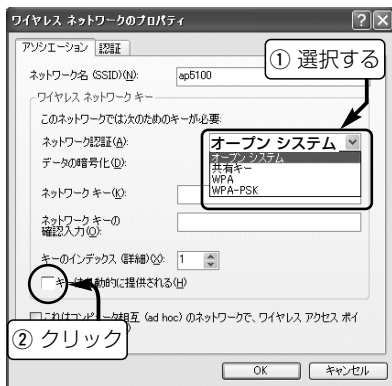 ワイヤレス ネットワークのプロパティ
アソシエーション 認証
① 選択する
ネットワーク名 (SSID)(N): ap5100
ワイヤレス ネットワーク キー
このネットワークでは次のためのキーが必要:
ネットワーク認証(A): オープン システム
オープン システム
共有キー
WPA
WPA-PSK
データの暗号化(D):
ネットワーク キー(K):
ネットワーク キーの
確認入力(O):
キーのインデックス (詳細)(X): 1
キーは自動的に提供される(H)
これはコンピュータ相互 (ad hoc) のネットワークで、ワイヤレス アクセス ポイ
② クリック
OK キャンセル